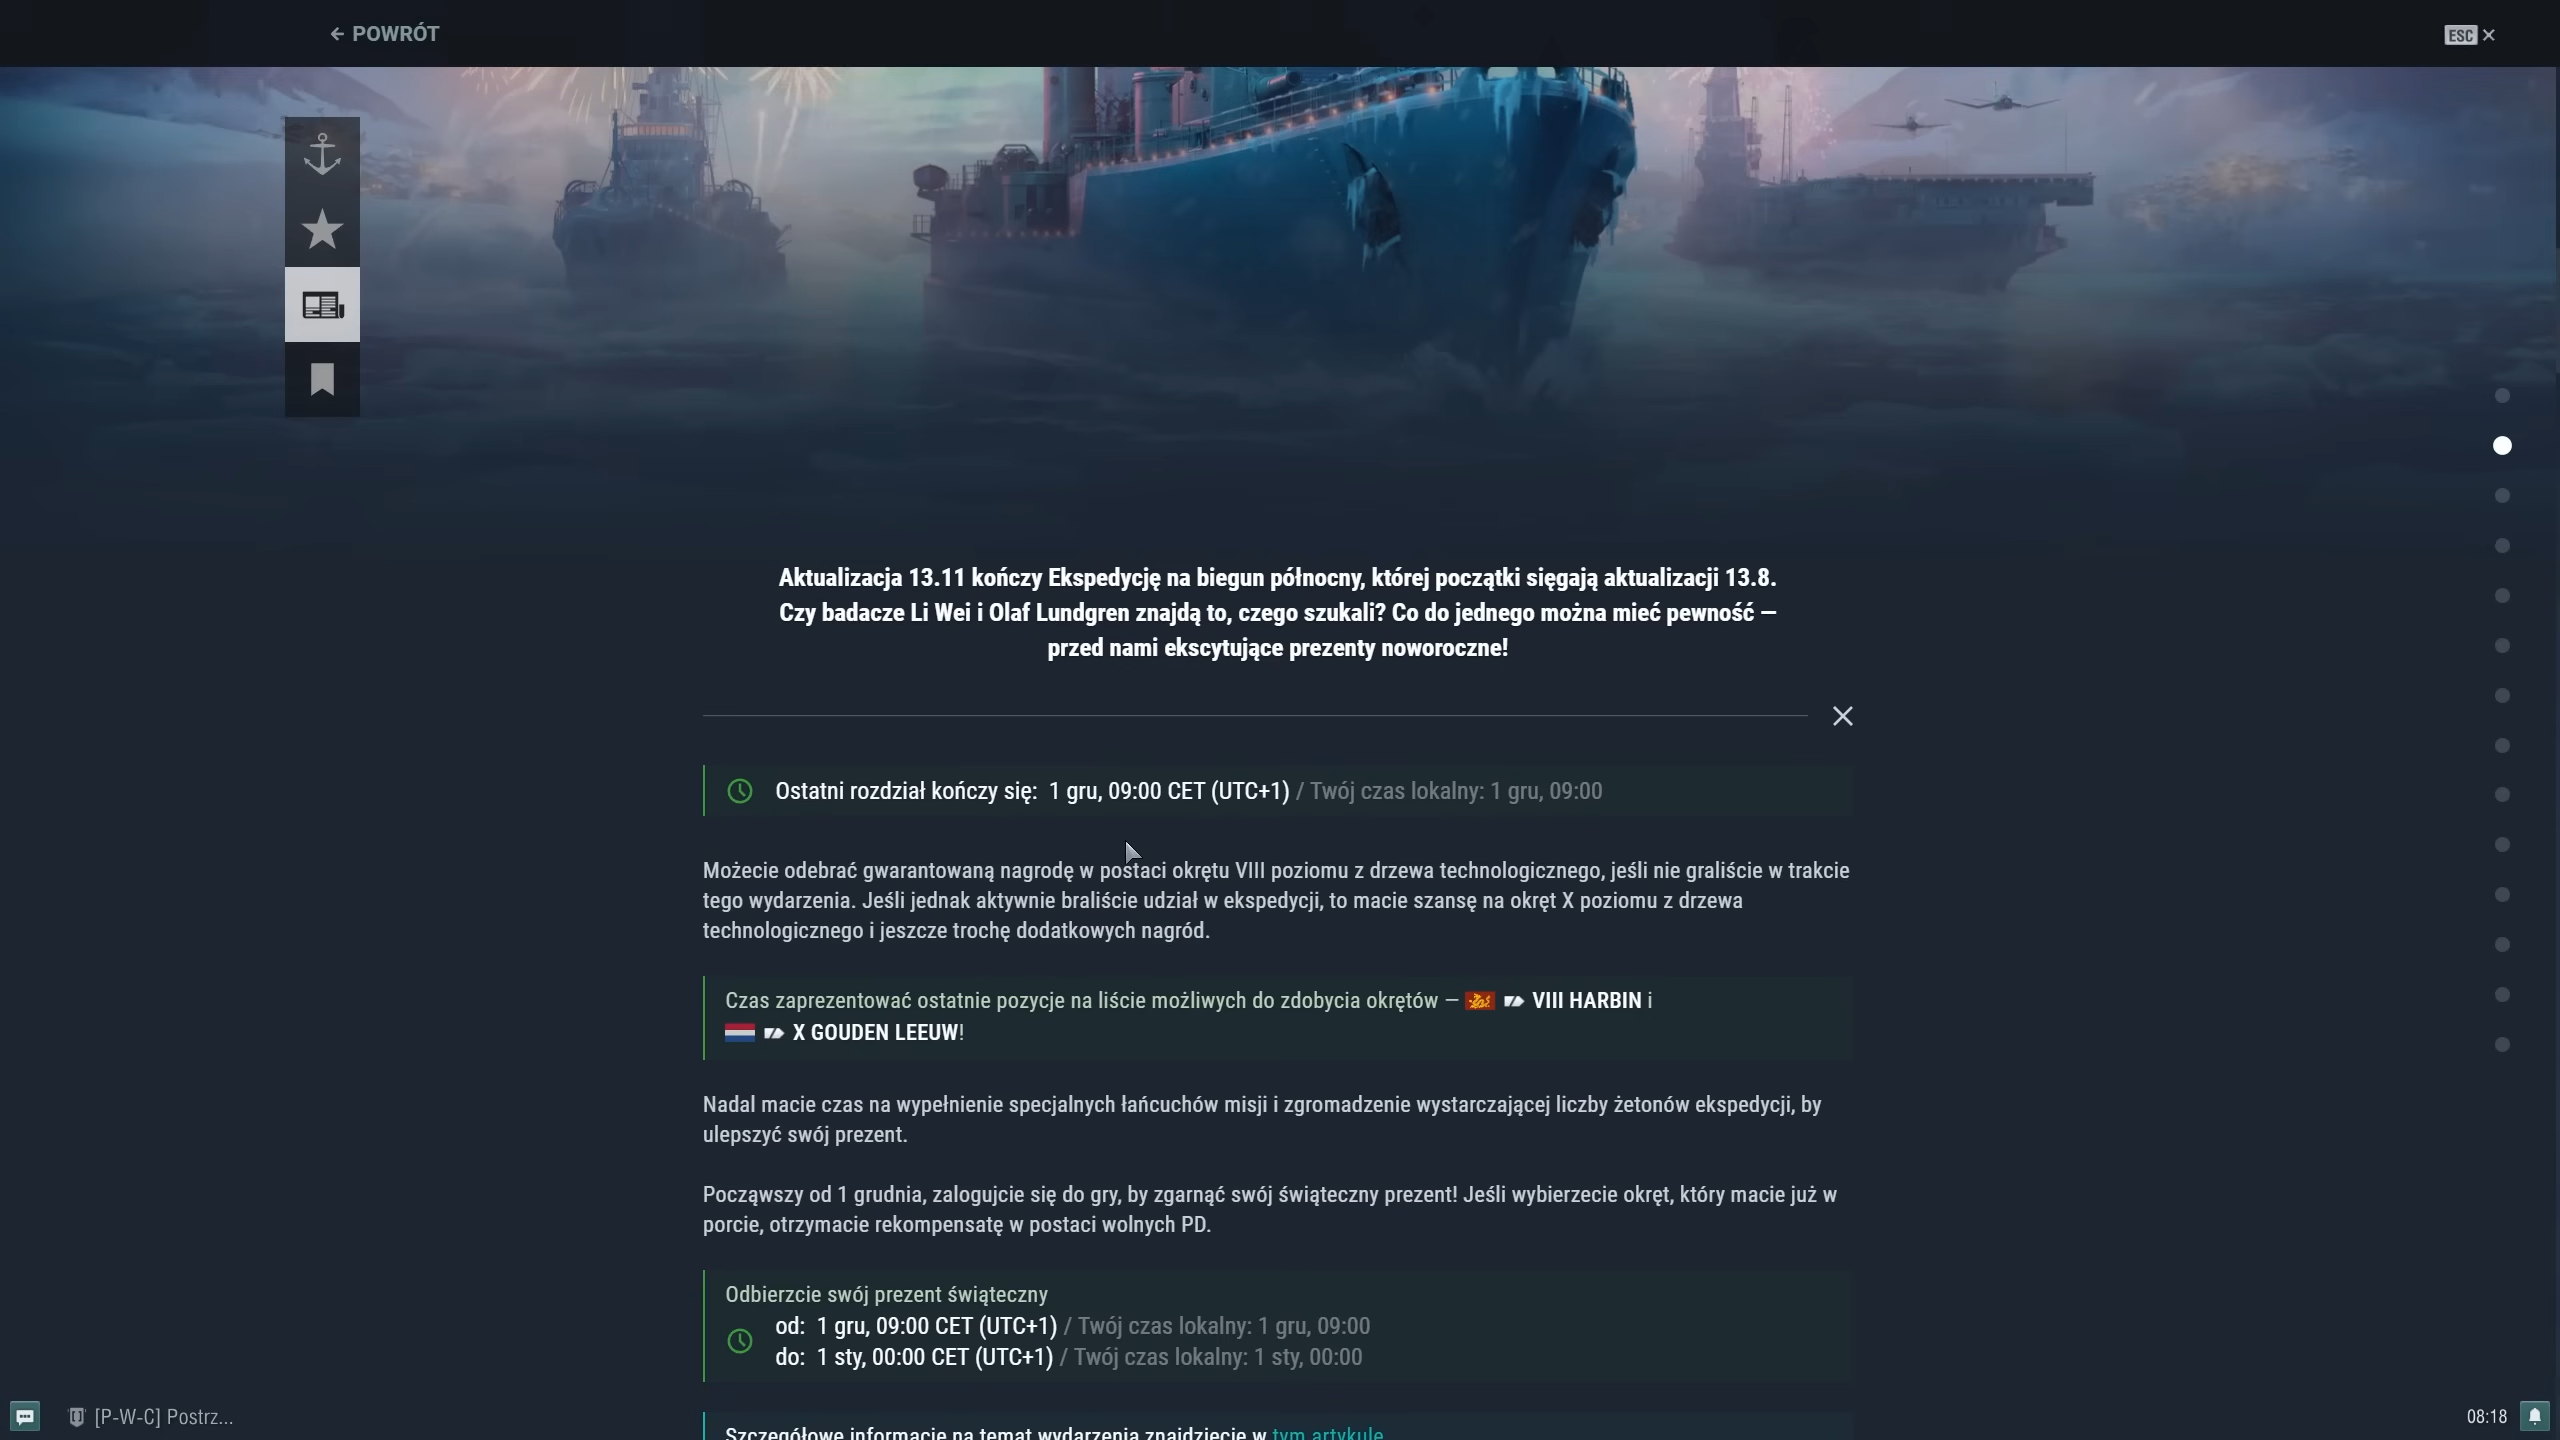 POWRÓT
ESC
Aktualizacja 13.11 kończy Ekspedycję na biegun północny, której początki sięgają aktualizacji 13.8.
Czy badacze Li Wei i Olaf Lundgren znajdą to, czego szukali? Co do jednego można mieć pewność —
przed nami ekscytujące prezenty noworoczne!
Ostatni rozdział kończy się: 1 gru, 09:00 CET (UTC+1) / Twój czas lokalny: 1 gru, 09:00
Możecie odebrać gwarantowaną nagrodę w postaci okrętu VIII poziomu z drzewa technologicznego, jeśli nie graliście w trakcie
tego wydarzenia. Jeśli jednak aktywnie braliście udział w ekspedycji, to macie szansę na okręt X poziomu z drzewa
technologicznego i jeszcze trochę dodatkowych nagród.
Czas zaprezentować ostatnie pozycje na liście możliwych do zdobycia okrętów — VIII HARBIN i
X GOUDEN LEEUW!
Nadal macie czas na wypełnienie specjalnych łańcuchów misji i zgromadzenie wystarczającej liczby żetonów ekspedycji, by
ulepszyć swój prezent.
Począwszy od 1 grudnia, zalogujcie się do gry, by zgarnąć swój świąteczny prezent! Jeśli wybierzecie okręt, który macie już w
porcie, otrzymacie rekompensatę w postaci wolnych PD.
Odbierzcie swój prezent świąteczny
od: 1 gru, 09:00 CET (UTC+1) / Twój czas lokalny: 1 gru, 09:00
do: 1 sty, 00:00 CET (UTC+1) / Twój czas lokalny: 1 sty, 00:00
Szczegółowe informacje na temat wydarzenia znajdziecie w tym artykule
[P-W-C] Postrz...
08:18